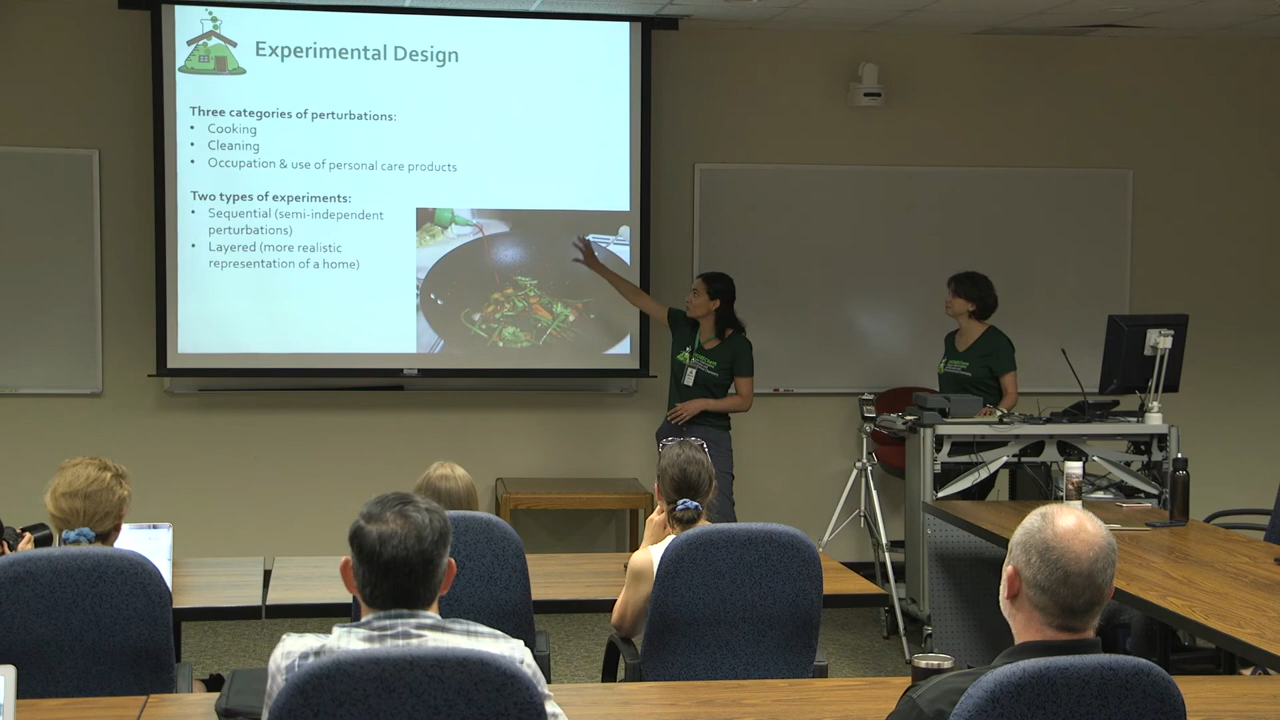 Experimental Design
Three categories of perturbations:
• Cooking
• Cleaning
• Occupation & use of personal care products
Two types of experiments:
• Sequential (semi-independent
perturbations)
• Layered (more realistic
representation of a home)